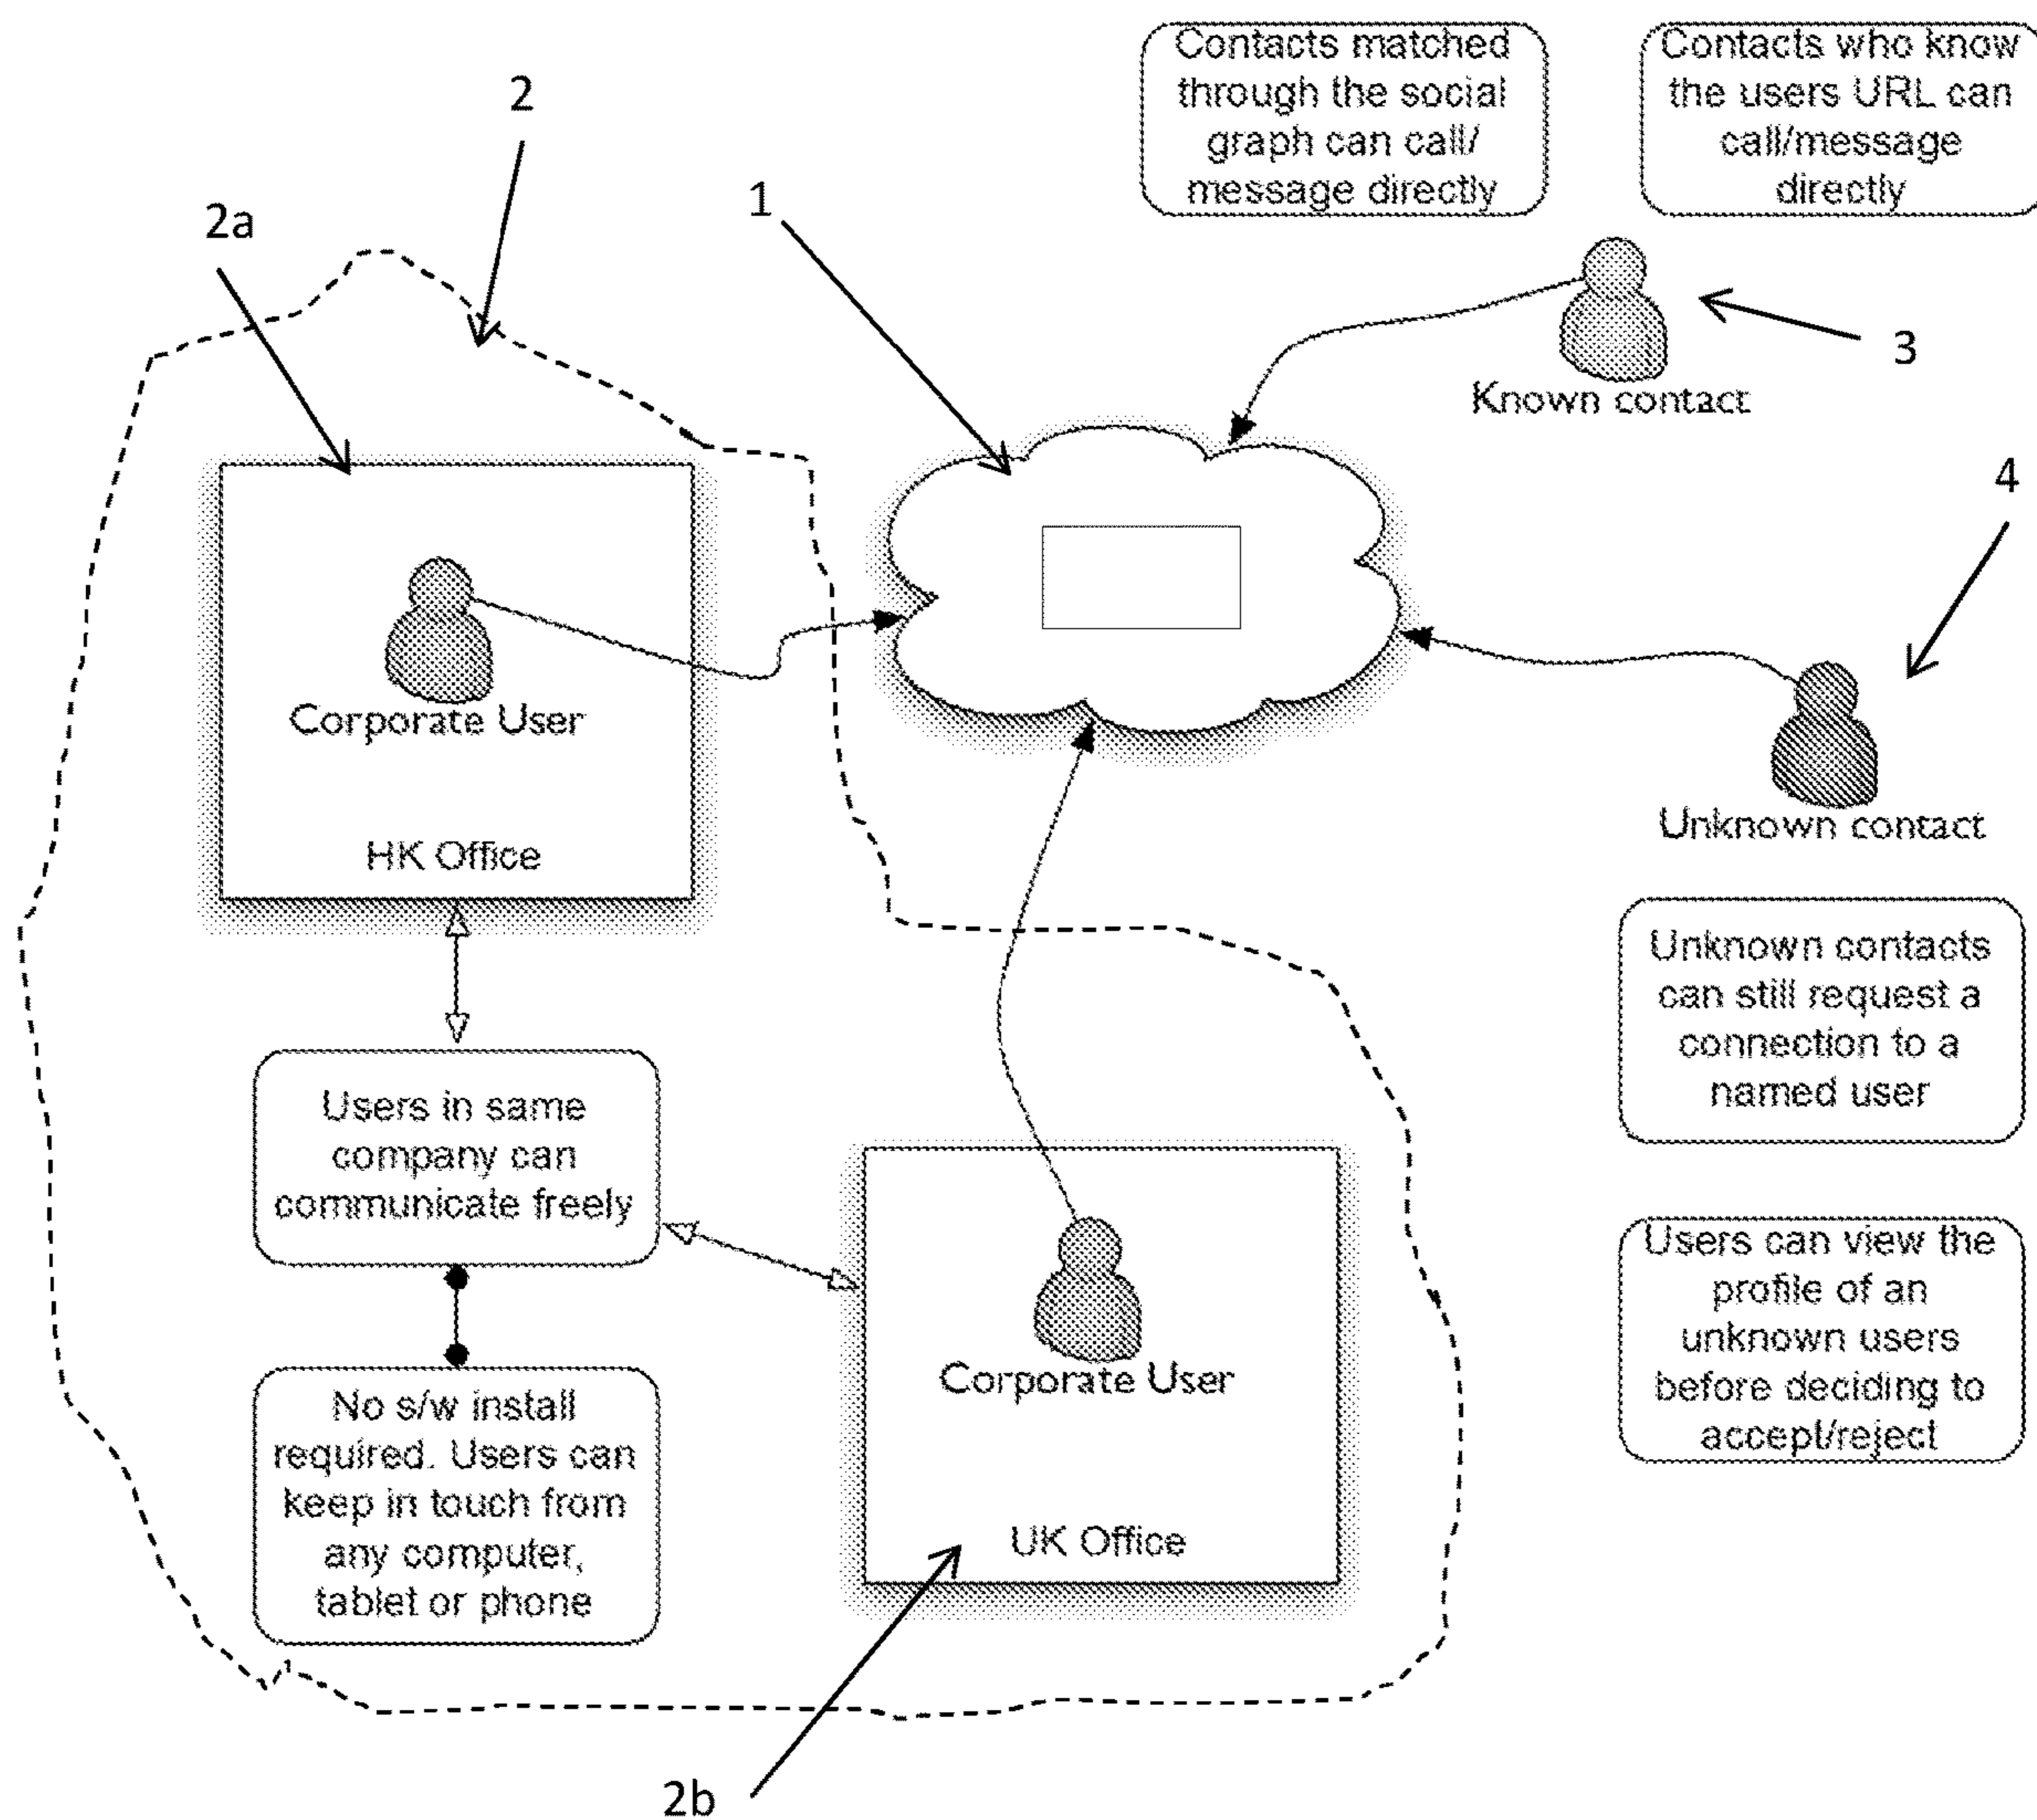 Contacts matched
through the social
graph can call/
message directly
Contacts who know
the users URL can
call/message
directly
2
1
2a
3
Known contact
4
Corporate User
HK Office
Unknown contact
Unknown contacts
can still request a
connection to a
named user
Users in same
company can
communicate freely
Users can view the
profile of an
unknown users
before deciding to
accept/reject
No s/w install
required. Users can
keep in touch from
any computer,
tablet or phone
Corporate User
UK Office
2b